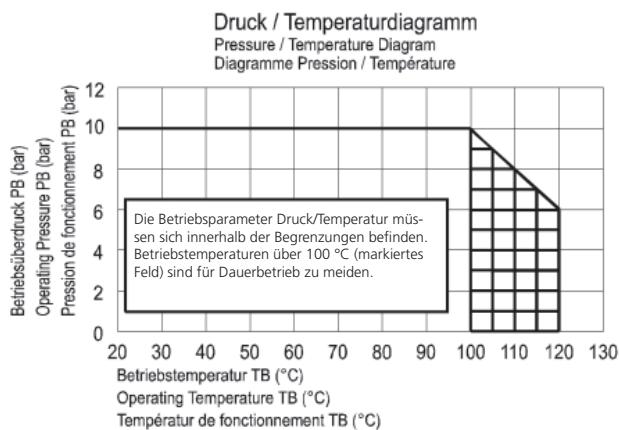 Druck / Temperaturdiagramm
Pressure / Temperature Diagram
Diagramme Pression / Température
Betriebsüberdruck PB (bar)
Operating Pressure PB (bar)
Pression de fonctionnement PB (bar)
12
10
8
6
4
2
0
Die Betriebsparameter Druck/Temperatur müs-
sen sich innerhalb der Begrenzungen befinden.
Betriebstemperaturen über 100 °C (markiertes
Feld) sind für Dauerbetrieb zu meiden.
20 30 40 50 60 70 80 90 100 110 120 130
Betriebstemperatur TB (°C)
Operating Temperature TB (°C)
Températur de fonctionnement TB (°C)